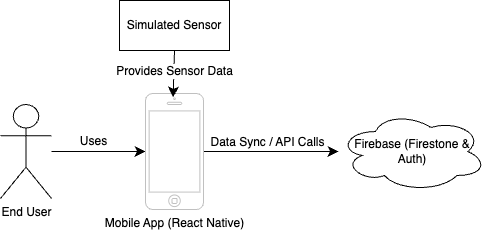 Simulated Sensor
Provides Sensor Data
Uses
Data Sync / API Calls
Firebase (Firestone &
Auth)
End User
Mobile App (React Native)